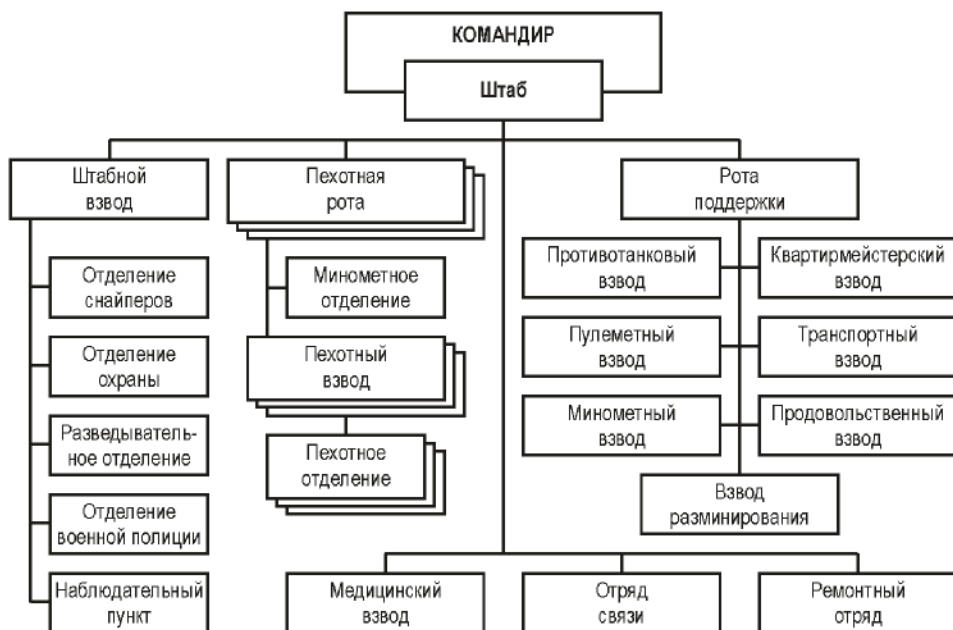 КОМАНДИР
Штаб
Штабной
взвод
Пехотная
рота
Рота
поддержки
Отделение
снайперов
Отделение
охраны
Разведыватель-
ное отделение
Отделение
военной полиции
Наблюдательный
пункт
Минометное
отделение
Пехотный
взвод
Пехотное
отделение
Противотанковый
взвод
Квартирмейстерский
взвод
Пулеметный
взвод
Транспортный
взвод
Минометный
взвод
Продовольственный
взвод
Взвод
разминирования
Медицинский
взвод
Отряд
связи
Ремонтный
отряд